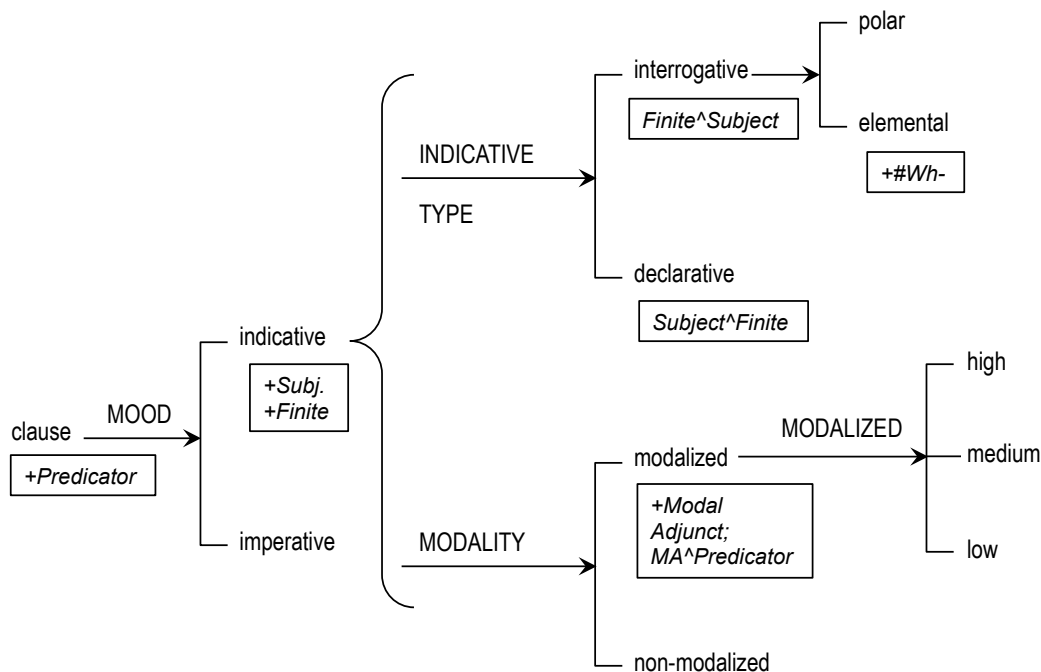 polar
interrogative
Finite^Subject
elemental
+#Wh-
INDICATIVE
TYPE
declarative
Subject^Finite
indicative
+Subj.
+Finite
high
MOOD
clause
+Predicator
MODALIZED
modalized
medium
+Modal
Adjunct;
MA^Predicator
imperative
MODALITY
low
non-modalized